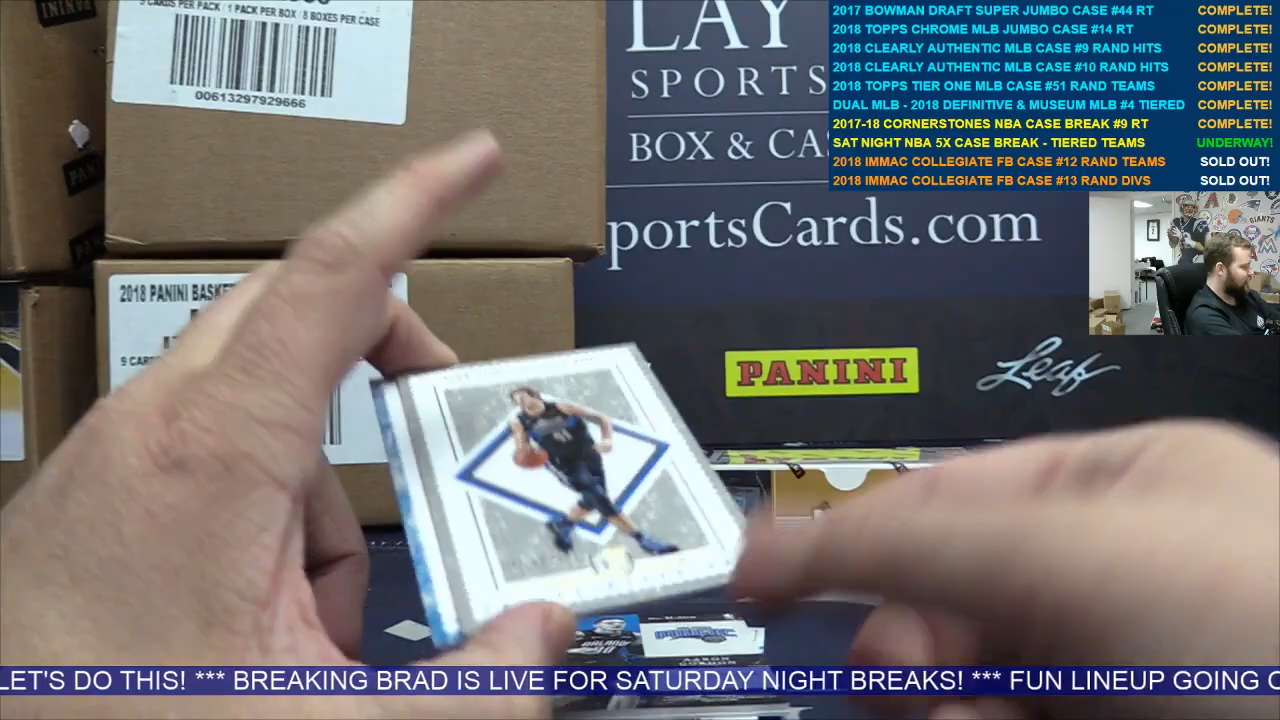 9 CARDS PER PACK / 1 PACK PER BOX / 8 BOXES PER CASE
00613297929666
PANINI
2018 PANINI BASKE
9 CARD
LAY
SPORTS
BOX & CA
portsCards.com
PANINI
Leaf
2017 BOWMAN DRAFT SUPER JUMBO CASE #44 RT COMPLETE!
2018 TOPPS CHROME MLB JUMBO CASE #14 RT COMPLETE!
2018 CLEARLY AUTHENTIC MLB CASE #9 RAND HITS COMPLETE!
2018 CLEARLY AUTHENTIC MLB CASE #10 RAND HITS COMPLETE!
2018 TOPPS TIER ONE MLB CASE #51 RAND TEAMS COMPLETE!
DUAL MLB - 2018 DEFINITIVE & MUSEUM MLB #4 TIERED COMPLETE!
2017-18 CORNERSTONES NBA CASE BREAK #9 RT COMPLETE!
SAT NIGHT NBA 5X CASE BREAK - TIERED TEAMS UNDERWAY!
2018 IMMAC COLLEGIATE FB CASE #12 RAND TEAMS SOLD OUT!
2018 IMMAC COLLEGIATE FB CASE #13 RAND DIVS SOLD OUT!
GIANTS
AARON
GORDON
LET'S DO THIS! *** BREAKING BRAD IS LIVE FOR SATURDAY NIGHT BREAKS! *** FUN LINEUP GOING